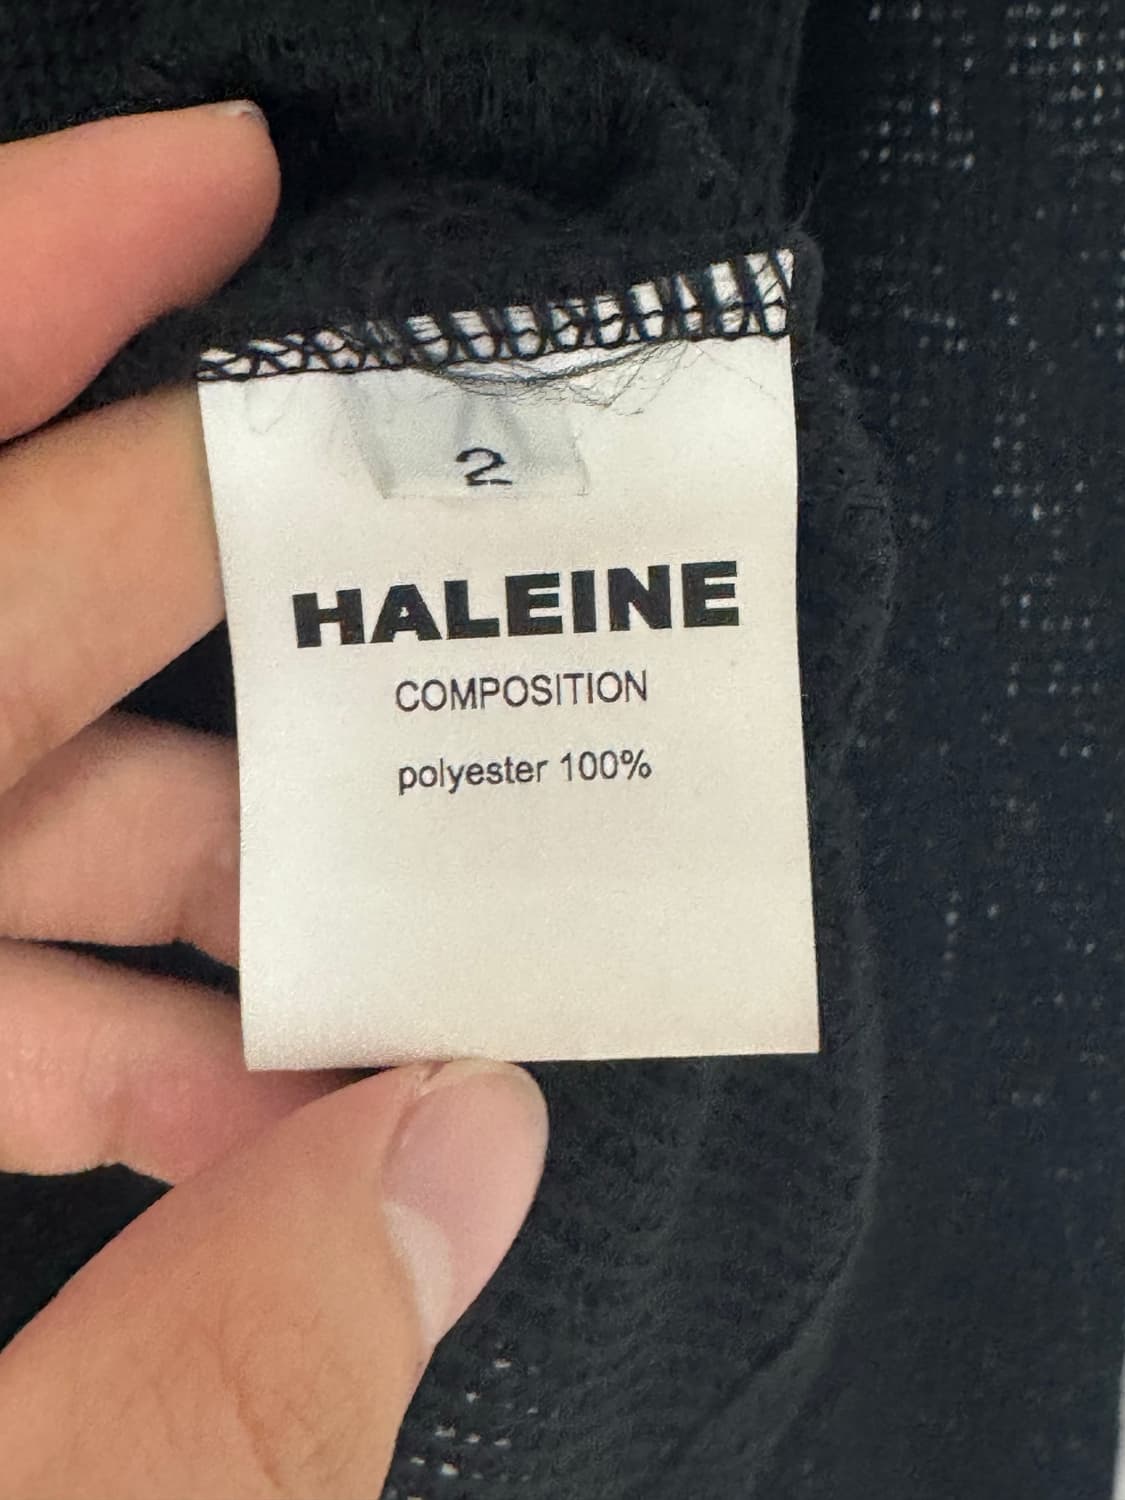 2
HALEINE
COMPOSITION
polyester 100%